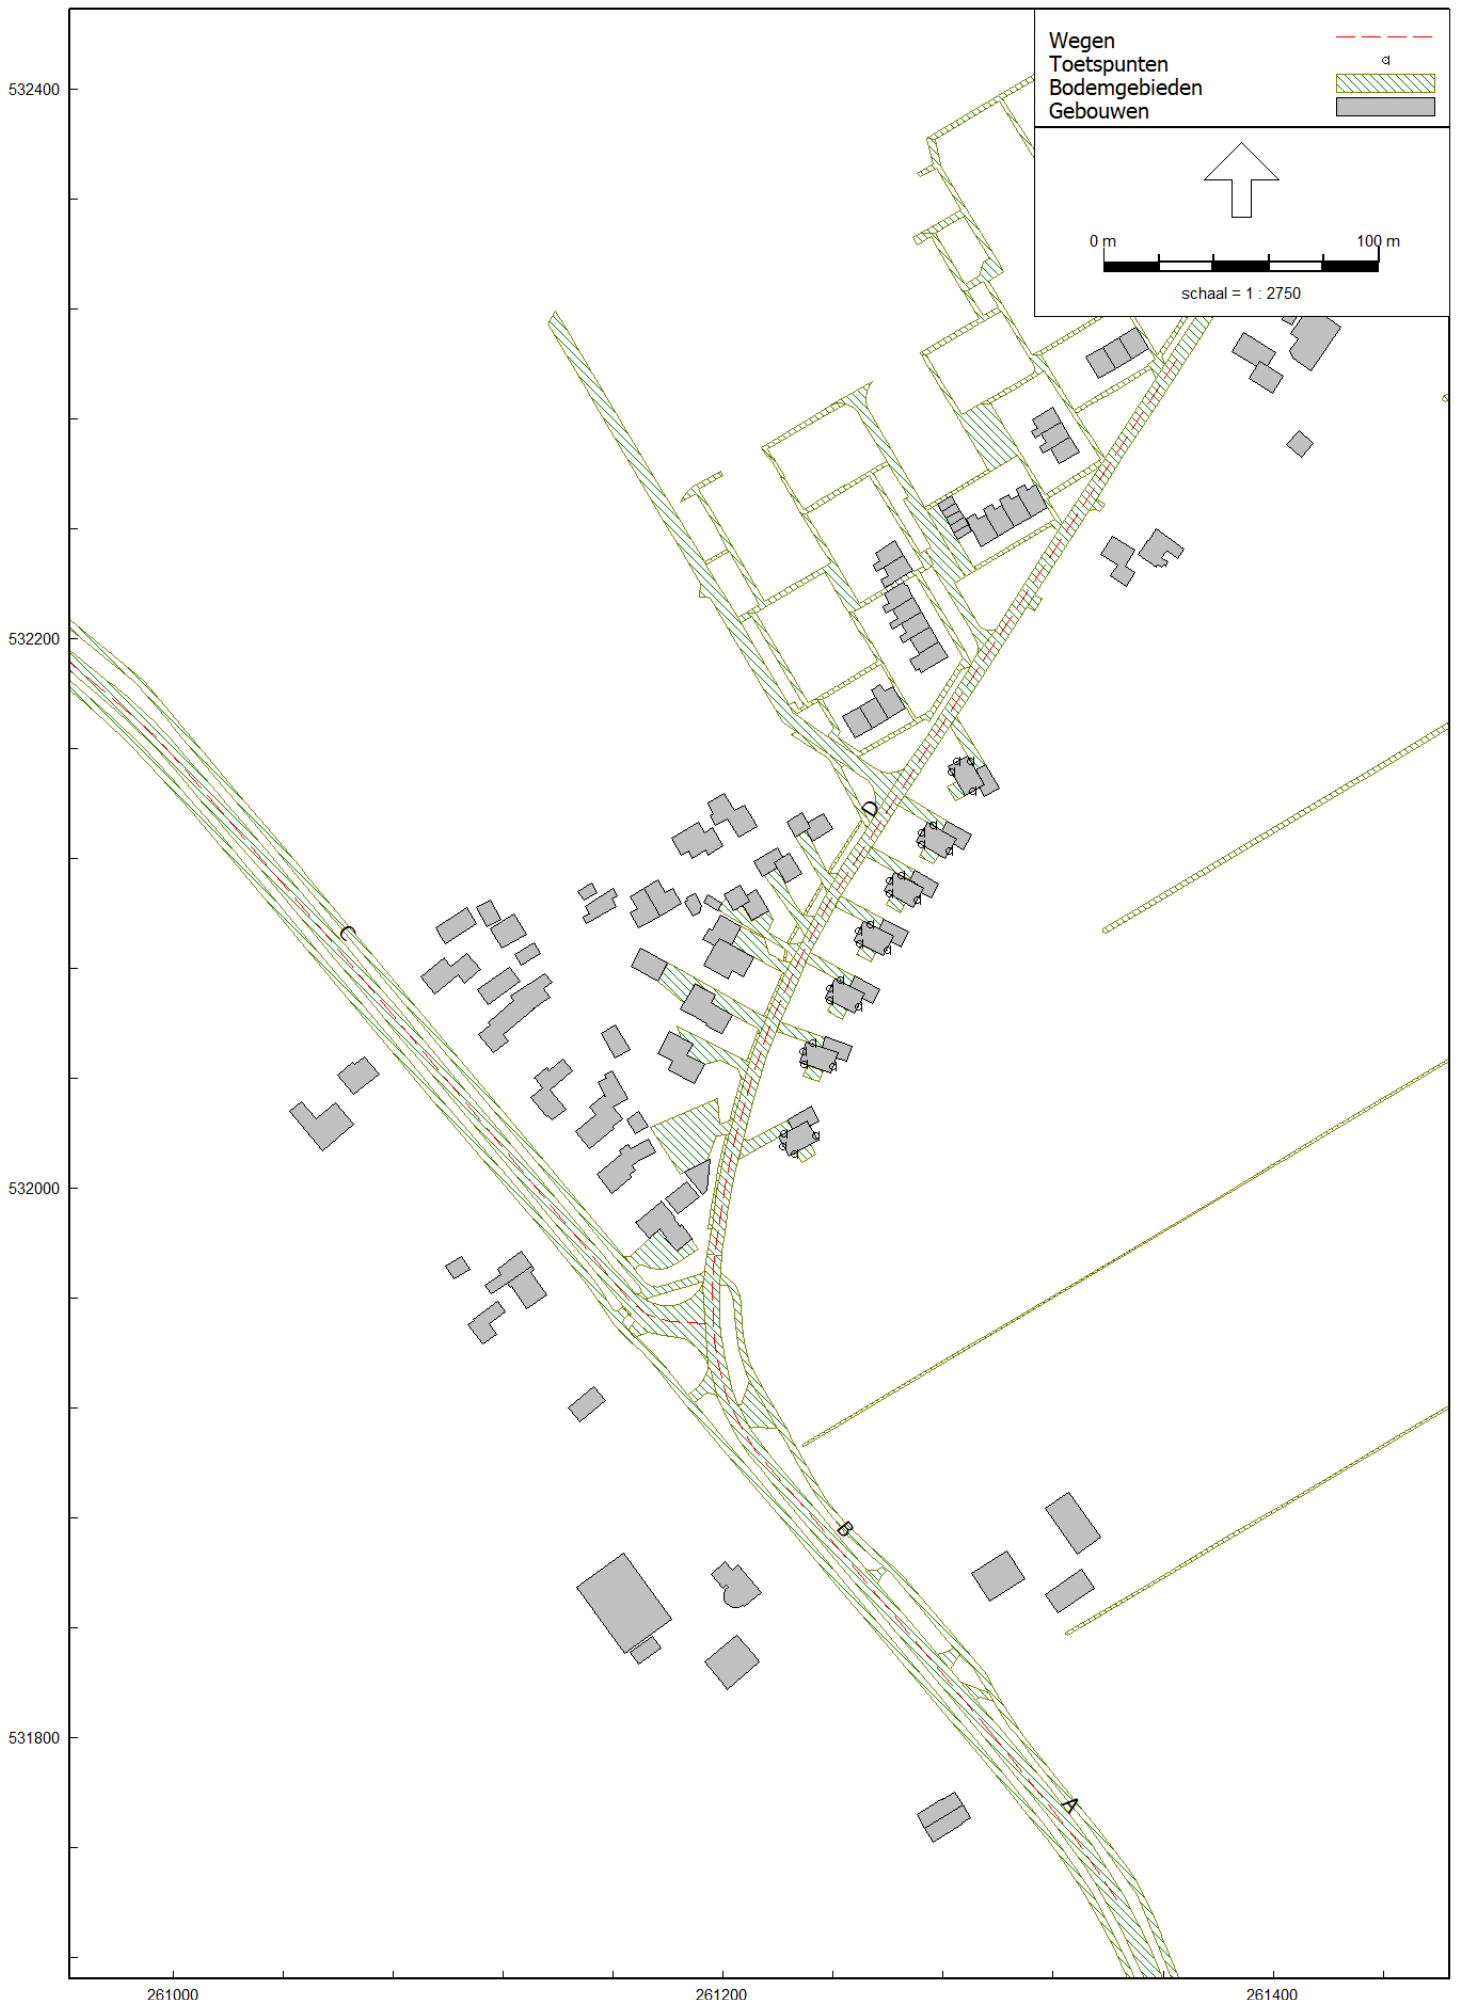 Wegen
Toetspunten
Bodemgebieden
Gebouwen
0 m
100 m
schaal = 1 : 2750
532400
532200
532000
531800
261000
261200
261400
D
C
B
A